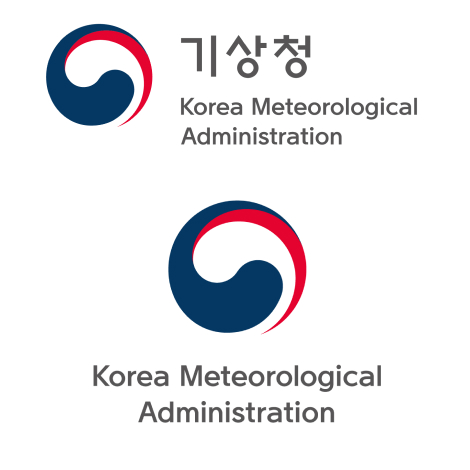 기상청
Korea Meteorological
Administration
Korea Meteorological
Administration